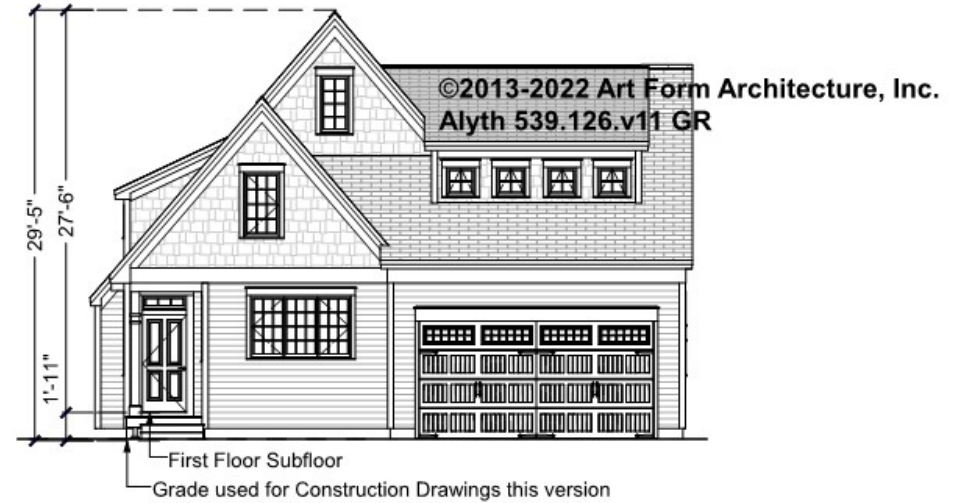 ©2013-2022 Art Form Architecture, Inc.
Alyth 539.126.v11 GR
29'-5"
27'-6"
1'-11"
First Floor Subfloor
Grade used for Construction Drawings this version